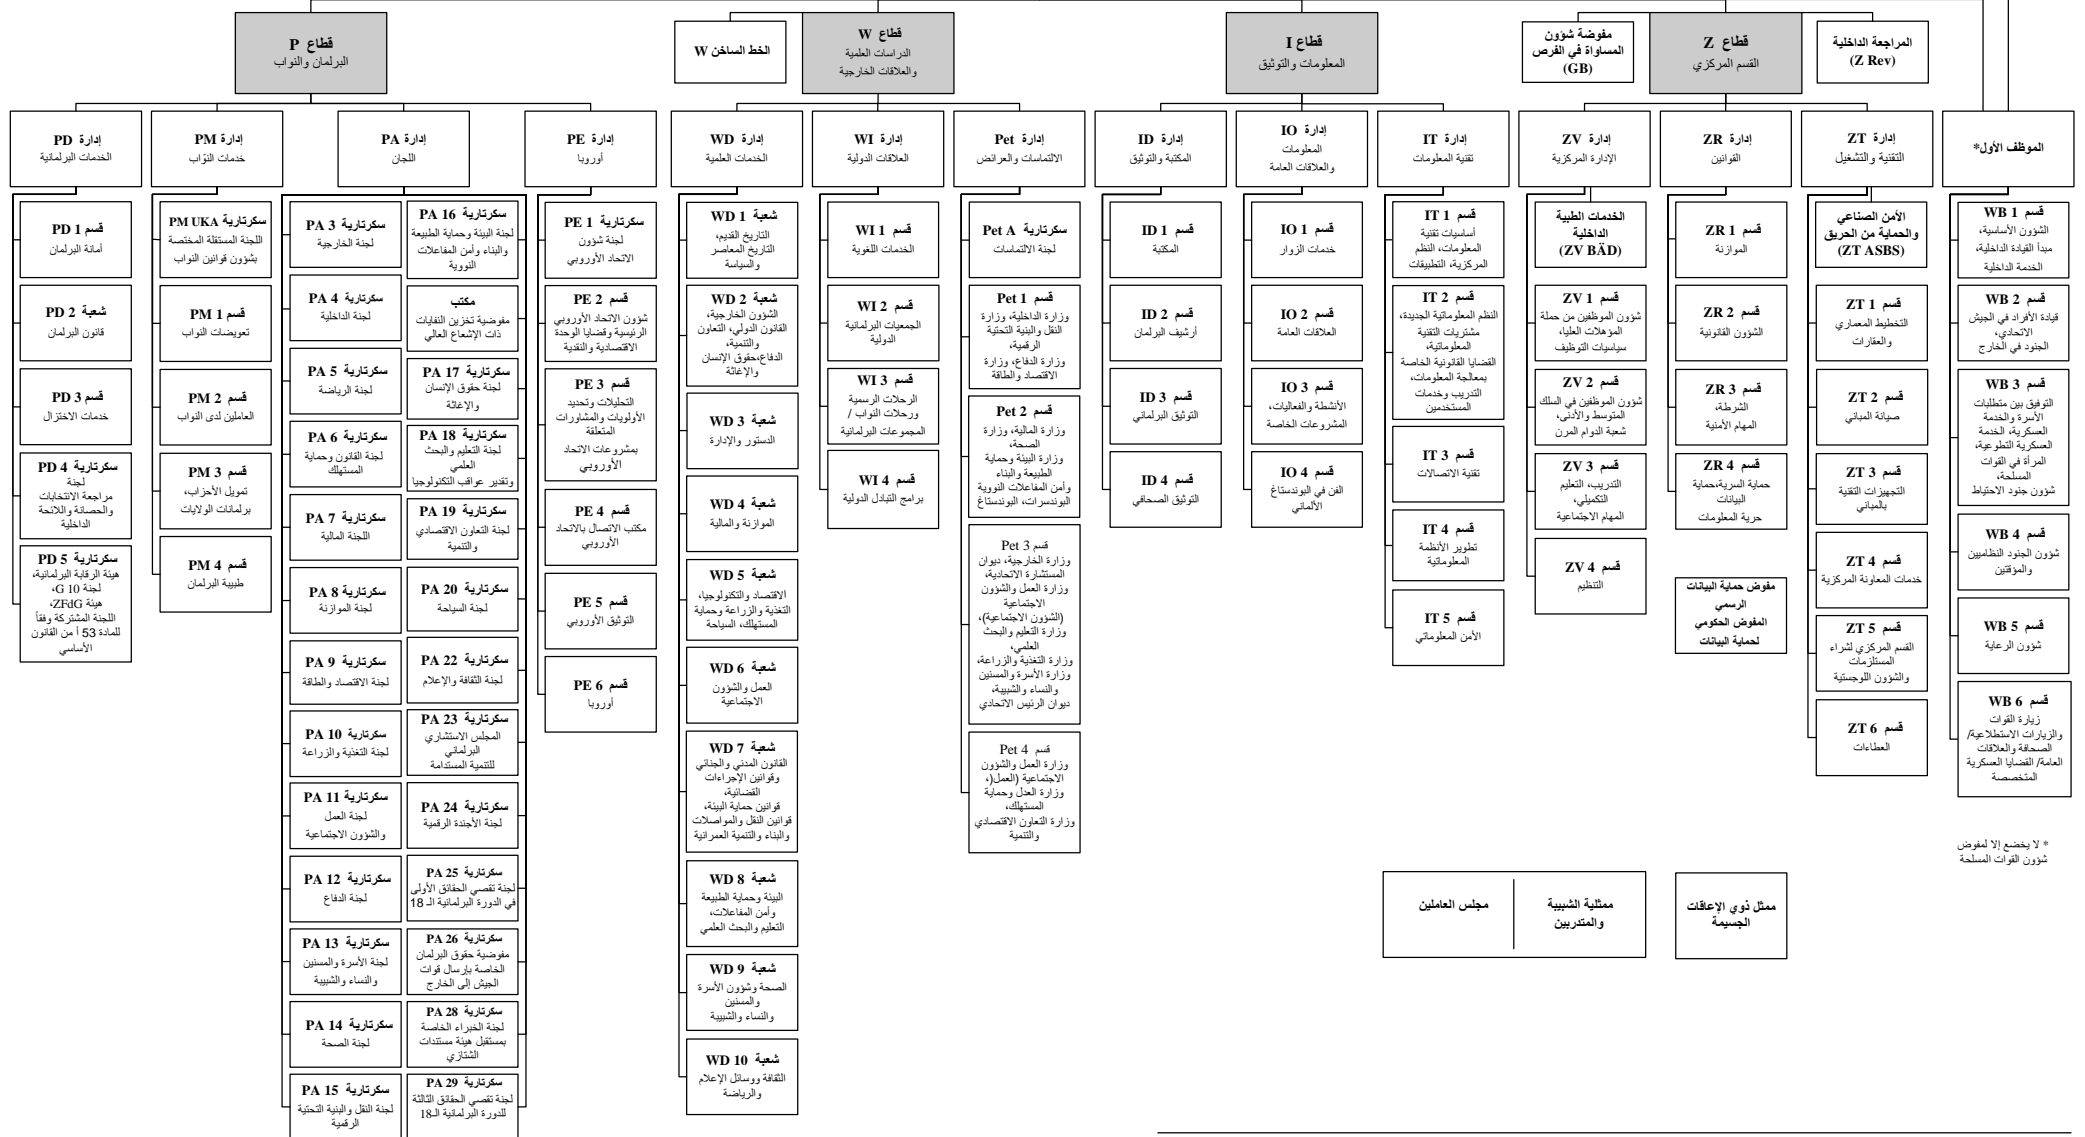 قطاع P
البرلمان والنواب
الخط الساخن W
قطاع W
الدراسات العلمية
والعلاقات الخارجية
قطاع I
المعلومات والتوثيق
مفوضة شؤون
المساواة في الفرص
(GB)
قطاع Z
القسم المركزي
المراجعة الداخلية
(Z Rev)
إدارة PD
الخدمات البرلمانية
إدارة PM
خدمات النوّاب
إدارة PA
اللجان
إدارة PE
أوروبا
إدارة WD
الخدمات العلمية
إدارة WI
العلاقات الدولية
إدارة Pet
الالتماسات والعرائض
إدارة ID
المكتبة والتوثيق
إدارة IO
المعلومات
والعلاقات العامة
إدارة IT
تقنية المعلومات
إدارة ZV
الإدارة المركزية
إدارة ZR
القوانين
إدارة ZT
التقنية والتشغيل
الموظف الأول*
قسم PD 1
أمانة البرلمان
شعبة PD 2
قانون البرلمان
قسم PD 3
خدمات الاختزال
سكرتارية PD 4
لجنة
مراجعة الانتخابات
والحصانة واللائحة
الداخلية
سكرتارية PD 5
هيئة الرقابة البرلمانية،
لجنة G 10،
هيئة ZFdG،
اللجنة المشتركة وفقاً
للمادة 53 أ من القانون
الأساسي
سكرتارية PM UKA
اللجنة المستقلة المختصة
بشؤون قوانين النواب
قسم PM 1
تعويضات النواب
قسم PM 2
العاملين لدى النواب
قسم PM 3
تمويل الأحزاب،
برلمانات الولايات
قسم PM 4
طبيبة البرلمان
سكرتارية PA 3
لجنة الخارجية
سكرتارية PA 4
لجنة الداخلية
سكرتارية PA 5
لجنة الرياضة
سكرتارية PA 6
لجنة القانون وحماية
المستهلك
سكرتارية PA 7
اللجنة المالية
سكرتارية PA 8
لجنة الموازنة
سكرتارية PA 9
لجنة الاقتصاد والطاقة
سكرتارية PA 10
لجنة التغذية والزراعة
سكرتارية PA 11
لجنة العمل
والشؤون الاجتماعية
سكرتارية PA 12
لجنة الدفاع
سكرتارية PA 13
لجنة الأسرة والمسنين
والنساء والشبيبة
سكرتارية PA 14
لجنة الصحة
سكرتارية PA 15
لجنة النقل والبنية التحتية
الرقمية
سكرتارية PA 16
لجنة البيئة وحماية الطبيعة
والبناء وأمن المفاعلات
النووية
مكتب
مفوضية تخزين النفايات
ذات الإشعاع العالي
سكرتارية PA 17
لجنة حقوق الإنسان
والإغاثة
سكرتارية PA 18
لجنة التعليم والبحث
العلمي
وتقدير عواقب التكنولوجيا
سكرتارية PA 19
لجنة التعاون الاقتصادي
والتنمية
سكرتارية PA 20
لجنة السياحة
سكرتارية PA 22
لجنة الثقافة والإعلام
سكرتارية PA 23
المجلس الاستشاري
البرلماني
للتنمية المستدامة
سكرتارية PA 24
لجنة الأجندة الرقمية
سكرتارية PA 25
لجنة تقصي الحقائق الأولى
في الدورة البرلمانية الـ 18
سكرتارية PA 26
مفوضية حقوق البرلمان
الخاصة بإرسال قوات
الجيش إلى الخارج
سكرتارية PA 28
لجنة الخبراء الخاصة
بمستقبل هيئة مستندات
الشتازي
سكرتارية PA 29
لجنة تقصي الحقائق الثالثة
للدورة البرلمانية الـ18
سكرتارية PE 1
لجنة شؤون
الاتحاد الأوروبي
قسم PE 2
شؤون الاتحاد الأوروبي
الرئيسية وقضايا الوحدة
الاقتصادية والنقدية
قسم PE 3
التحليلات وتحديد
الأولويات والمشاورات
المتعلقة
بمشروعات الاتحاد
الأوروبي
قسم PE 4
مكتب الاتصال بالاتحاد
الأوروبي
قسم PE 5
التوثيق الأوروبي
قسم PE 6
أوروبا
شعبة WD 1
التاريخ القديم،
التاريخ المعاصر
والسياسة
شعبة WD 2
الشؤون الخارجية،
القانون الدولي، التعاون
والتنمية،
الدفاع،حقوق الإنسان
والإغاثة
شعبة WD 3
الدستور والإدارة
شعبة WD 4
الموازنة والمالية
شعبة WD 5
الاقتصاد والتكنولوجيا،
التغذية والزراعة وحماية
المستهلك، السياحة
شعبة WD 6
العمل والشؤون
الاجتماعية
شعبة WD 7
القانون المدني والجنائي
وقوانين الإجراءات
القضائية،
قوانين حماية البيئة،
قوانين النقل والمواصلات
والبناء والتنمية العمرانية
شعبة WD 8
البيئة وحماية الطبيعة
وأمن المفاعلات،
التعليم والبحث العلمي
شعبة WD 9
الصحة وشؤون الأسرة
والمسنين
والنساء والشبيبة
شعبة WD 10
الثقافة ووسائل الإعلام
والرياضة
قسم WI 1
الخدمات اللغوية
قسم WI 2
الجمعيات البرلمانية
الدولية
قسم WI 3
الرحلات الرسمية
ورحلات النواب /
المجموعات البرلمانية
قسم WI 4
برامج التبادل الدولية
سكرتارية Pet A
لجنة الالتماسات
قسم Pet 1
وزارة الداخلية، وزارة
النقل والبنية التحتية
الرقمية،
وزارة الدفاع، وزارة
الاقتصاد والطاقة
قسم Pet 2
وزارة المالية، وزارة
الصحة،
وزارة البيئة وحماية
الطبيعة والبناء
وأمن المفاعلات النووية
البوندسرات، البوندستاغ
قسم Pet 3
وزارة الخارجية، ديوان
المستشارة الاتحادية،
وزارة العمل والشؤون
الاجتماعية
(الشؤون الاجتماعية)،
وزارة التعليم والبحث
العلمي،
وزارة التغذية والزراعة،
وزارة الأسرة والمسنين
والنساء والشبيبة،
ديوان الرئيس الاتحادي
قسم Pet 4
وزارة العمل والشؤون
الاجتماعية (العمل(،
وزارة العدل وحماية
المستهلك،
وزارة التعاون الاقتصادي
والتنمية
قسم ID 1
المكتبة
قسم ID 2
أرشيف البرلمان
قسم ID 3
التوثيق البرلماني
قسم ID 4
التوثيق الصحافي
قسم IO 1
خدمات الزوار
قسم IO 2
العلاقات العامة
قسم IO 3
الأنشطة والفعاليات،
المشروعات الخاصة
قسم IO 4
الفن في البوندستاغ
الألماني
قسم IT 1
أساسيات تقنية
المعلومات، النظم
المركزية، التطبيقات
قسم IT 2
النظم المعلوماتية الجديدة،
مشتريات التقنية
المعلوماتية،
القضايا القانونية الخاصة
بمعالجة المعلومات،
التدريب وخدمات
المستخدمين
قسم IT 3
تقنية الاتصالات
قسم IT 4
تطوير الأنظمة
المعلوماتية
قسم IT 5
الأمن المعلوماتي
الخدمات الطبية
الداخلية
(ZV BÄD)
قسم ZV 1
شؤون الموظفين من حملة
المؤهلات العليا،
سياسيات التوظيف
قسم ZV 2
شؤون الموظفين في السلك
المتوسط والأدنى،
شعبة الدوام المرن
قسم ZV 3
التدريب، التعليم
التكميلي،
المهام الاجتماعية
قسم ZV 4
التنظيم
قسم ZR 1
الموازنة
قسم ZR 2
الشؤون القانونية
قسم ZR 3
الشرطة،
المهام الأمنية
قسم ZR 4
حماية السرية،حماية
البيانات
حرية المعلومات
مفوض حماية البيانات
الرسمي
المفوض الحكومي
لحماية البيانات
الأمن الصناعي
والحماية من الحريق
(ZT ASBS)
قسم ZT 1
التخطيط المعماري
والعقارات
قسم ZT 2
صيانة المباني
قسم ZT 3
التجهيزات التقنية
بالمباني
قسم ZT 4
خدمات المعاونة المركزية
قسم ZT 5
القسم المركزي لشراء
المستلزمات
والشؤون اللوجستية
قسم ZT 6
العطاءات
قسم WB 1
الشؤون الأساسية،
مبدأ القيادة الداخلية،
الخدمة الداخلية
قسم WB 2
قيادة الأفراد في الجيش
الاتحادي،
الجنود في الخارج
قسم WB 3
التوفيق بين متطلبات
الأسرة والخدمة
العسكرية، الخدمة
العسكرية التطوعية،
المرأة في القوات
المسلحة،
شؤون جنود الاحتياط
قسم WB 4
شؤون الجنود النظاميين
والمؤقتين
قسم WB 5
شؤون الرعاية
قسم WB 6
زيارة القوات
والزيارات الاستطلاعية/
الصحافة والعلاقات
العامة/ القضايا العسكرية
المتخصصة
* لا يخضع إلا لمفوض
شؤون القوات المسلحة
مجلس العاملين
ممثلية الشبيبة
والمتدربين
ممثل ذوي الإعاقات
الجسيمة